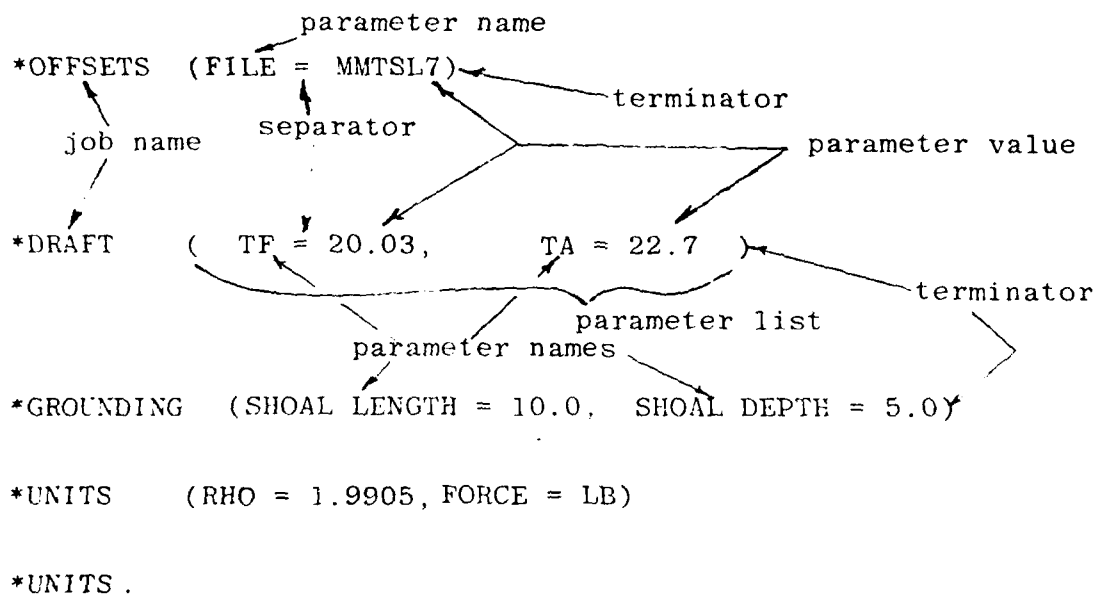 parameter name
*OFFSETS (FILE = MMTSL7)
terminator
job name separator parameter value
*DRAFT ( TF = 20.03, TA = 22.7 )
terminator
parameter list
parameter names
*GROUNDING (SHOAL LENGTH = 10.0, SHOAL DEPTH = 5.0)
*UNITS (RHO = 1.9905, FORCE = LB)
*UNITS .